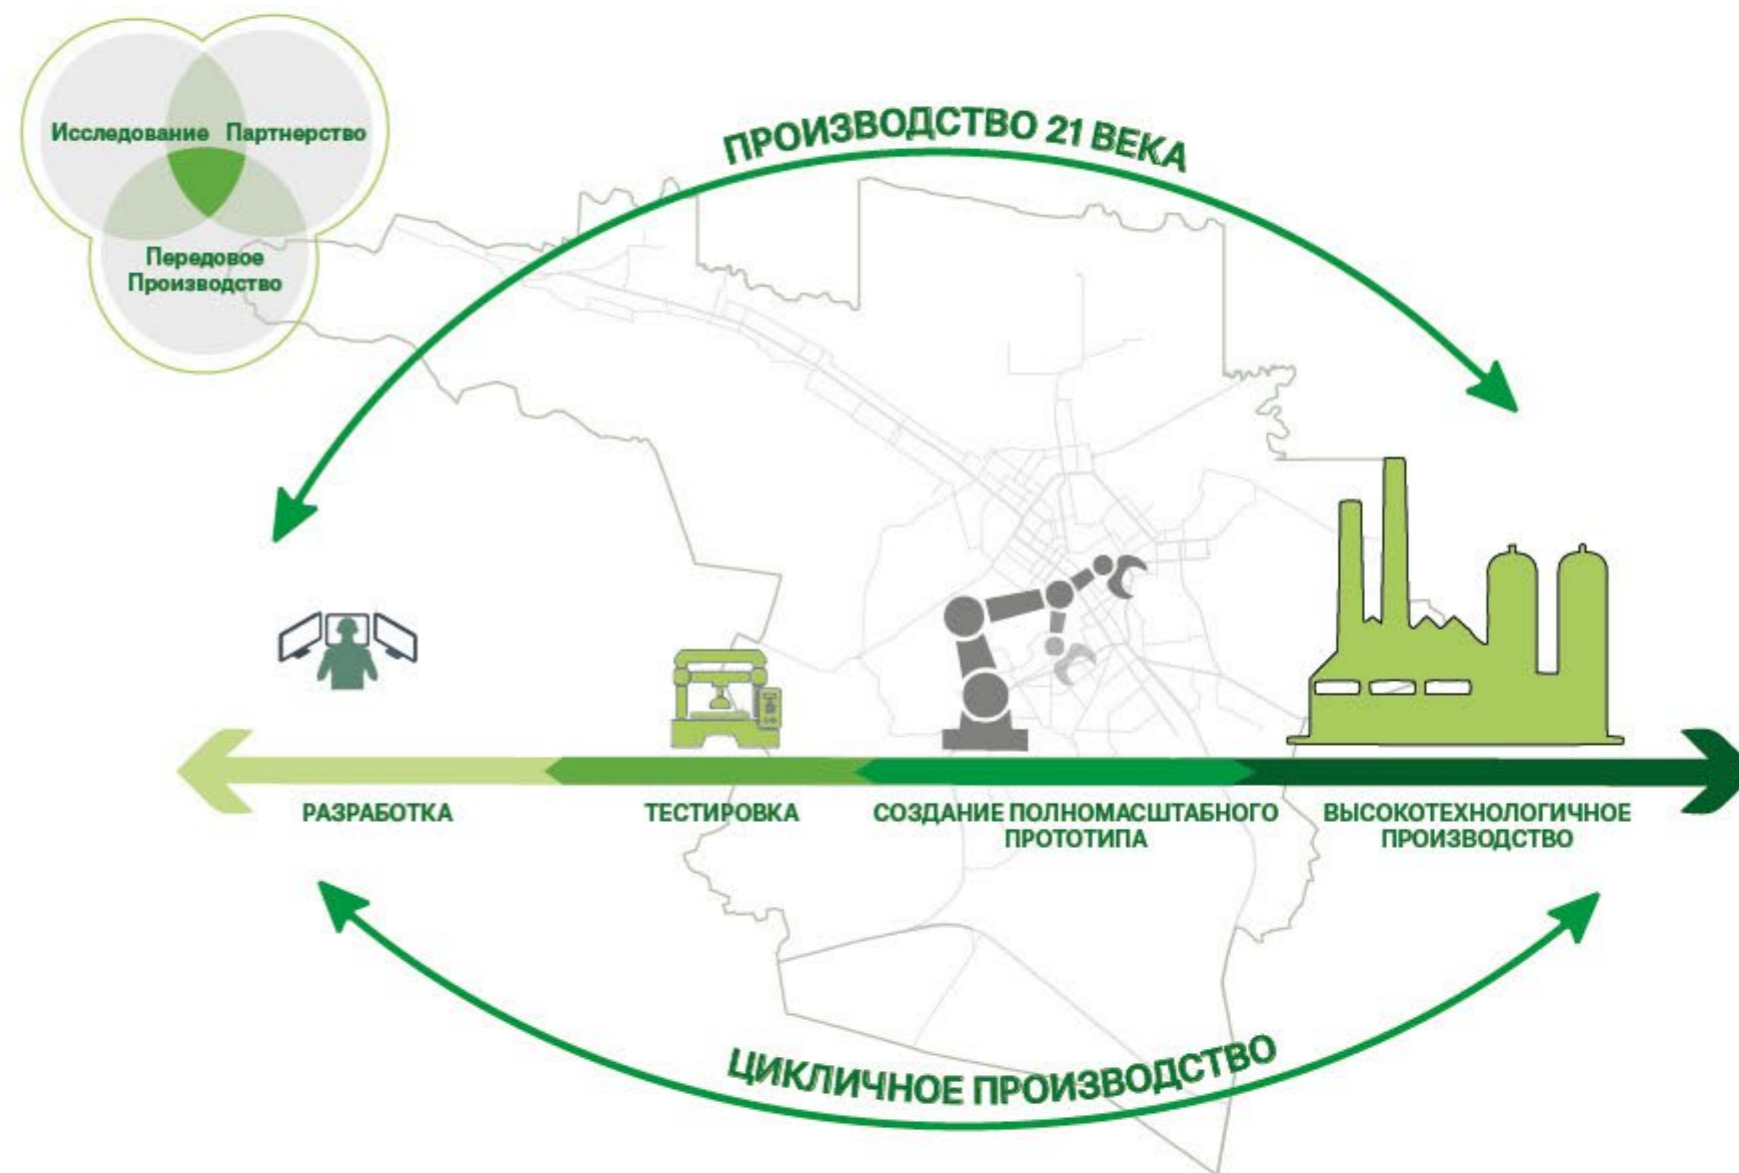 Исследование Партнерство
Передовое
Производство
ПРОИЗВОДСТВО 21 ВЕКА
РАЗРАБОТКА
ТЕСТИРОВКА
СОЗДАНИЕ ПОЛНОМАСШТАБНОГО
ПРОТОТИПА
ВЫСОКОТЕХНОЛОГИЧНОЕ
ПРОИЗВОДСТВО
ЦИКЛИЧНОЕ ПРОИЗВОДСТВО